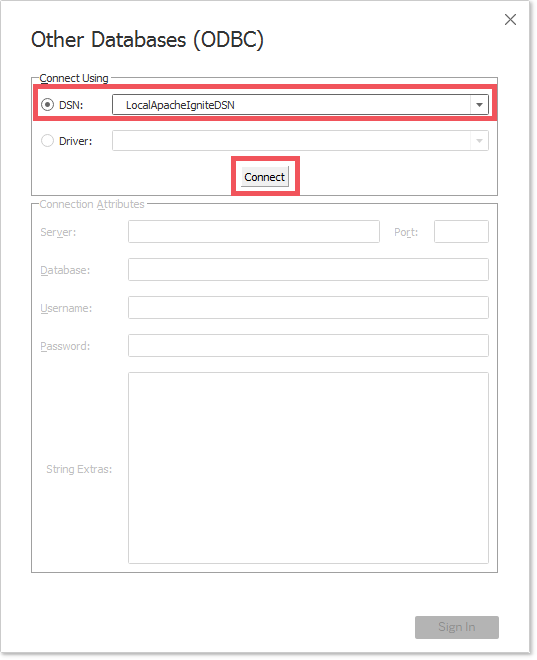 Other Databases (ODBC)
Connect Using
DSN: LocalApacheIgniteDSN
Driver:
Connect
Connection Attributes
Server: Port:
Database:
Username:
Password:
String Extras:
Sign In